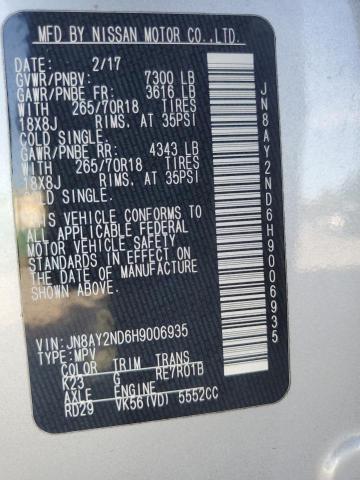 MFD BY NISSAN MOTOR CO.,LTD.
DATE: 2/17
GVWR/PNBV: 7300 LB
GAWR/PNBE FR: 3616 LB
WITH 265/70R18 TIRES
18X8J RIMS, AT 35PSI
COLD SINGLE.
GAWR/PNBE RR: 4343 LB
WITH 265/70R18 TIRES
18X8J RIMS, AT 35PSI
COLD SINGLE.
THIS VEHICLE CONFORMS TO
ALL APPLICABLE FEDERAL
MOTOR VEHICLE SAFETY
STANDARDS IN EFFECT ON
THE DATE OF MANUFACTURE
SHOWN ABOVE.
VIN: JN8AY2ND6H9006935
TYPE:MPV
COLOR TRIM TRANS
K23 G RE7R01B
AXLE ENGINE
RD29 VK56(VD) 5552CC
JN8AY2ND6H9006935